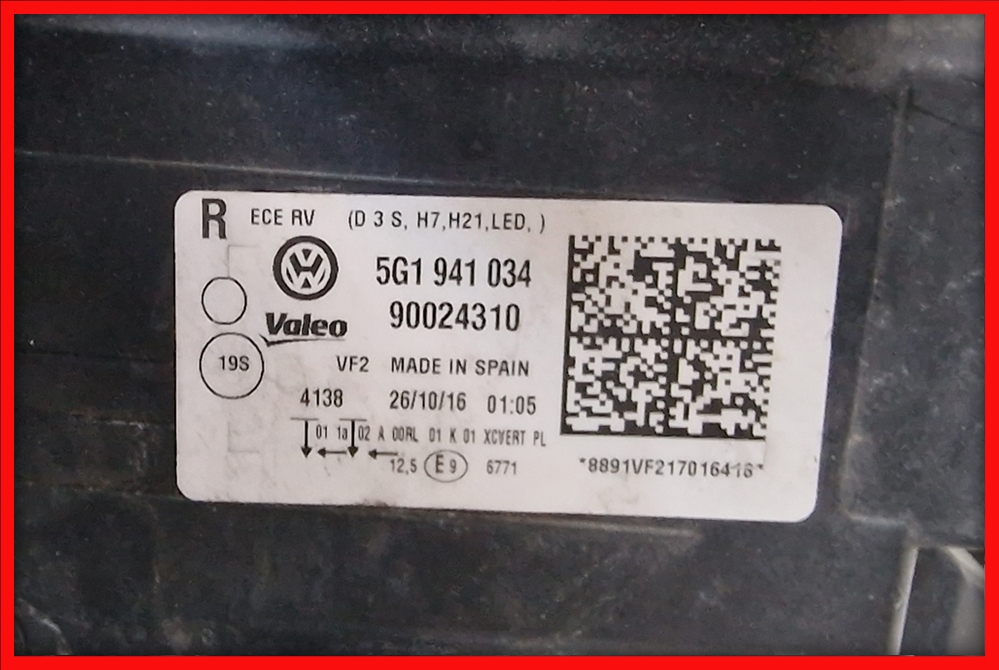 R ECE RV (D 3 S, H7,H21,LED, )
5G1 941 034
Valeo 90024310
19S VF2 MADE IN SPAIN
4138 26/10/16 01:05
01 1a 02 A 00RL 01 K 01 XCVERT PL
12,5 E9 6771 *8891VF217016416*